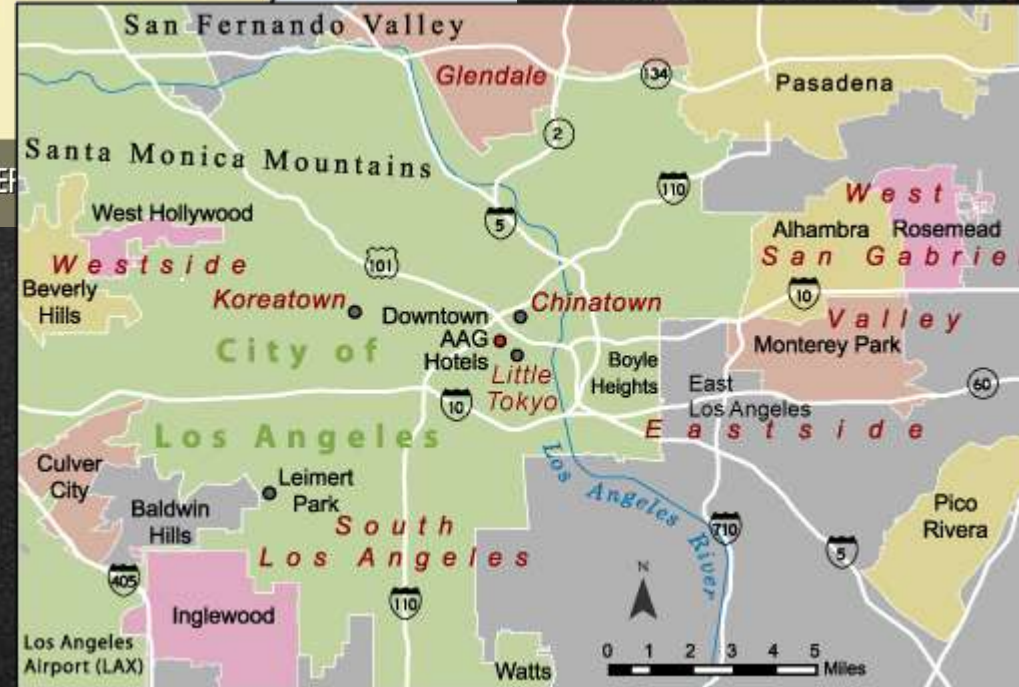 San Fernando Valley
Glendale
134
Pasadena
2
Santa Monica Mountains
110
5
West
West Hollywood
Alhambra
Rosemead
Westside
101
San Gabriel
Beverly
Hills
Koreatown
Chinatown
10
Downtown
Valley
AAG
Hotels
Monterey Park
City of
Little
Tokyo
Boyle
Heights
East
Los Angeles
60
10
Eastside
Los Angeles
Culver
City
Leimert
Park
Los Angeles River
Baldwin
Hills
South
Los Angeles
710
Pico
Rivera
5
405
N
110
Inglewood
Los Angeles
Airport (LAX)
Watts
0 1 2 3 4 5
Miles